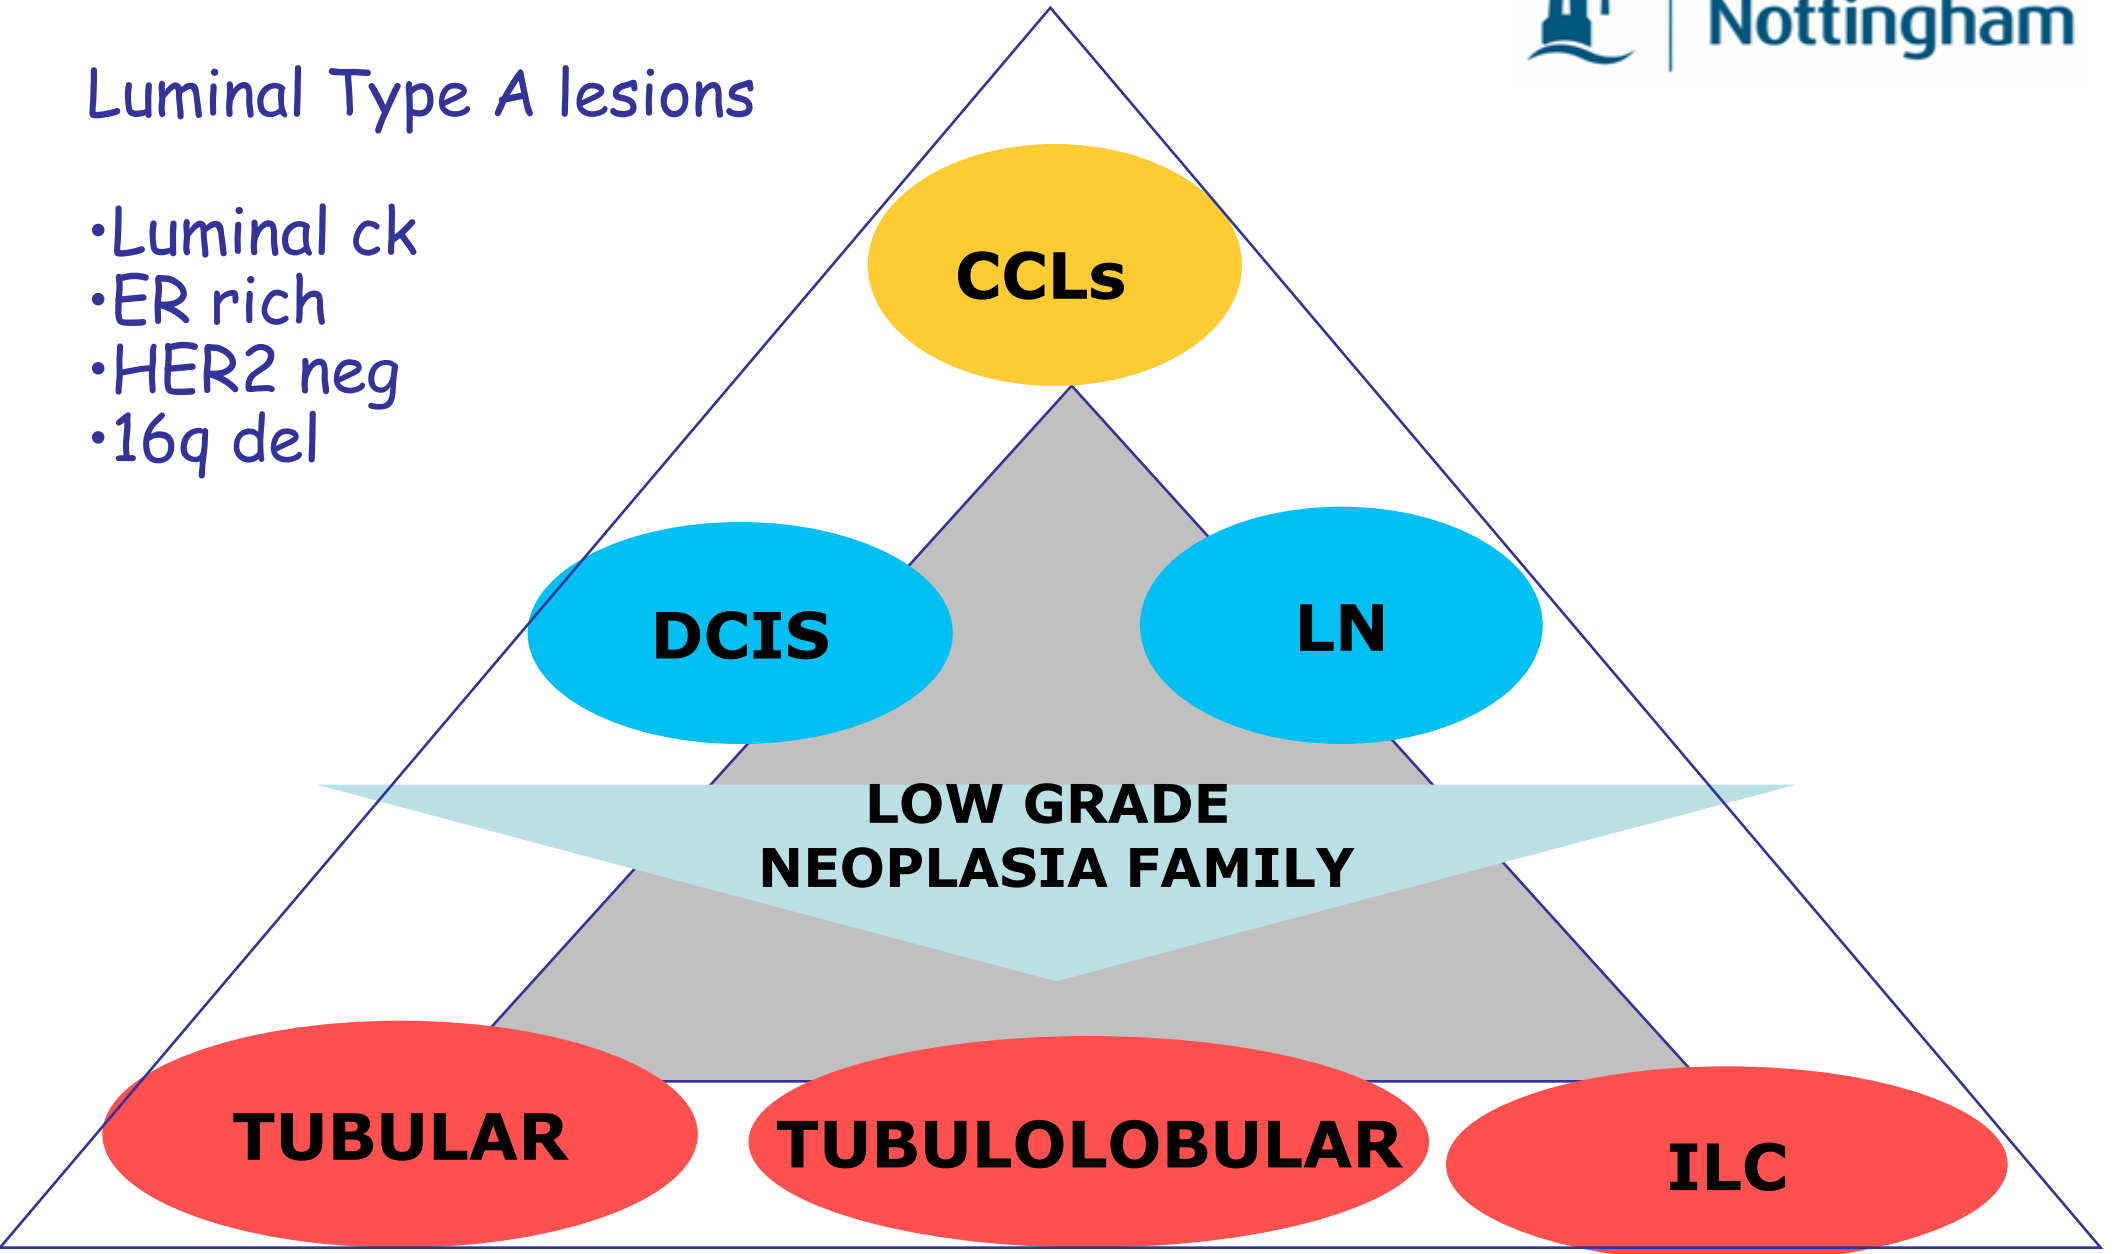 Nottingham
Luminal Type A lesions
•Luminal ck
•ER rich
•HER2 neg
•16q del
CCLs
DCIS
LN
LOW GRADE
NEOPLASIA FAMILY
TUBULAR
TUBULOLOBULAR
ILC